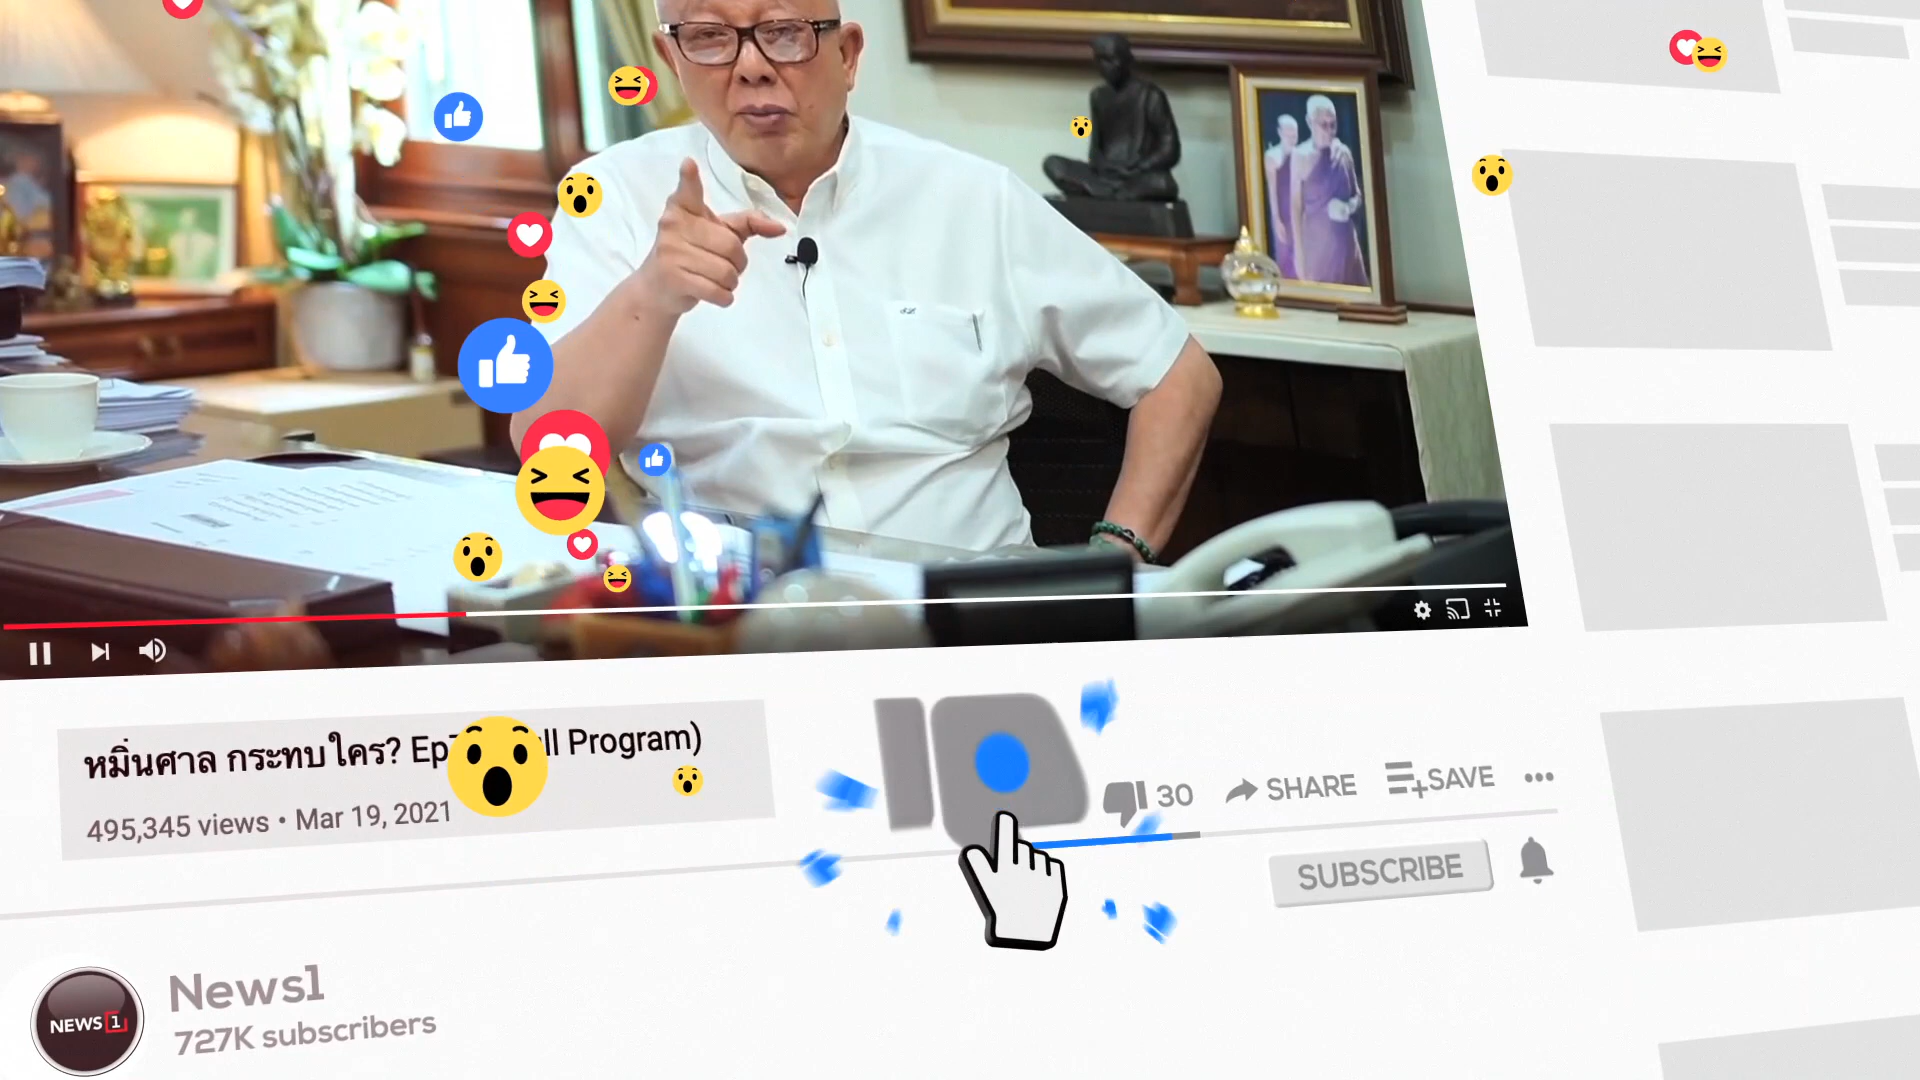 หมิ่นศาล กระทบใคร? Ep ll Program)
495,345 views • Mar 19, 2021
30
SHARE
SAVE
SUBSCRIBE
NEWS 1
News1
727K subscribers